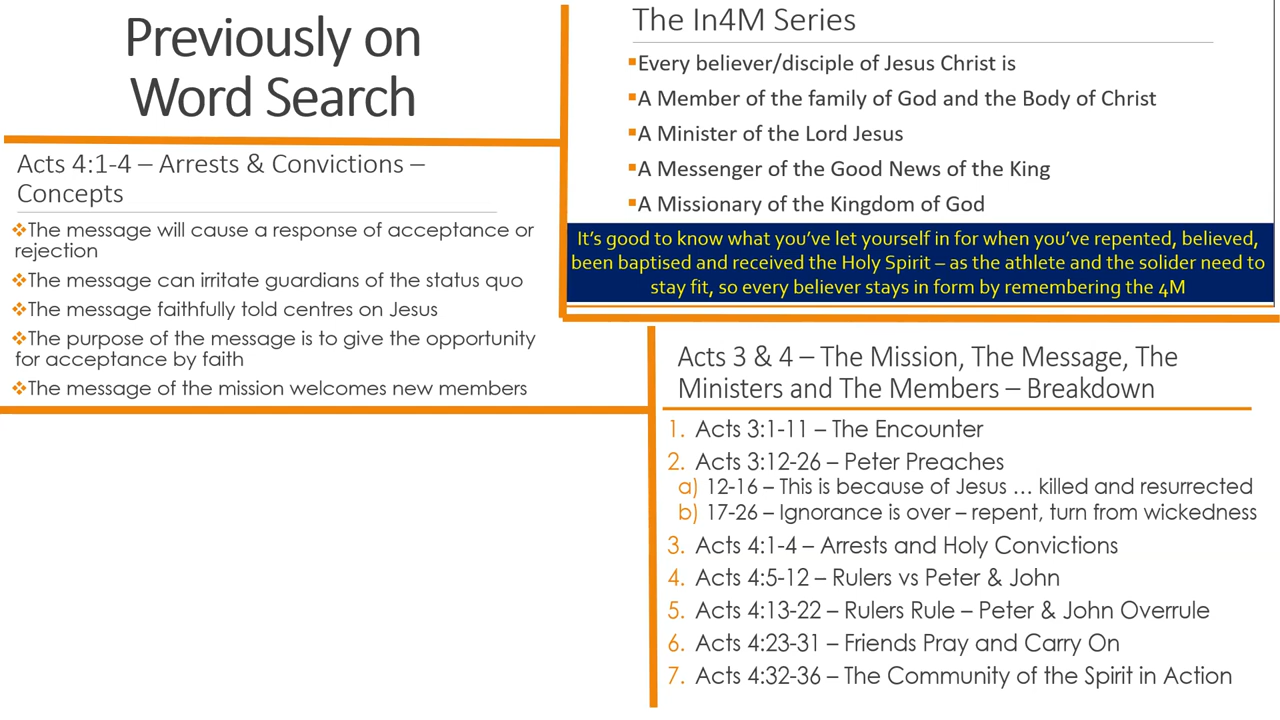 Previously on
Word Search
Acts 4:1-4 – Arrests & Convictions –
Concepts
❖The message will cause a response of acceptance or
rejection
❖The message can irritate guardians of the status quo
❖The message faithfully told centres on Jesus
❖The purpose of the message is to give the opportunity
for acceptance by faith
❖The message of the mission welcomes new members
The In4M Series
▪Every believer/disciple of Jesus Christ is
▪A Member of the family of God and the Body of Christ
▪A Minister of the Lord Jesus
▪A Messenger of the Good News of the King
▪A Missionary of the Kingdom of God
It's good to know what you've let yourself in for when you've repented, believed,
been baptised and received the Holy Spirit – as the athlete and the solider need to
stay fit, so every believer stays in form by remembering the 4M
Acts 3 & 4 – The Mission, The Message, The
Ministers and The Members – Breakdown
1. Acts 3:1-11 – The Encounter
2. Acts 3:12-26 – Peter Preaches
a) 12-16 – This is because of Jesus … killed and resurrected
b) 17-26 – Ignorance is over – repent, turn from wickedness
3. Acts 4:1-4 – Arrests and Holy Convictions
4. Acts 4:5-12 – Rulers vs Peter & John
5. Acts 4:13-22 – Rulers Rule – Peter & John Overrule
6. Acts 4:23-31 – Friends Pray and Carry On
7. Acts 4:32-36 – The Community of the Spirit in Action